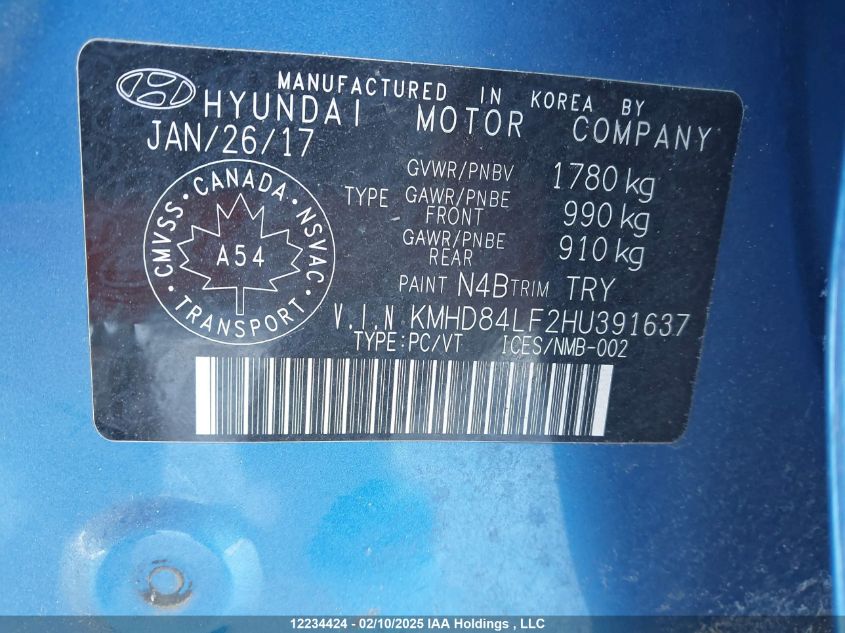 MANUFACTURED IN KOREA BY
HYUNDAI MOTOR COMPANY
JAN/26/17
GVWR/PNBV 1780 kg
TYPE GAWR/PNBE FRONT 990 kg
GAWR/PNBE REAR 910 kg
CANADA · NSVAC · TRANSPORT · CMVSS ·
A54
PAINT N4B TRIM TRY
V.I.N KMHD84LF2HU391637
TYPE:PC/VT ICES/NMB-002
12234424 - 02/10/2025 IAA Holdings , LLC